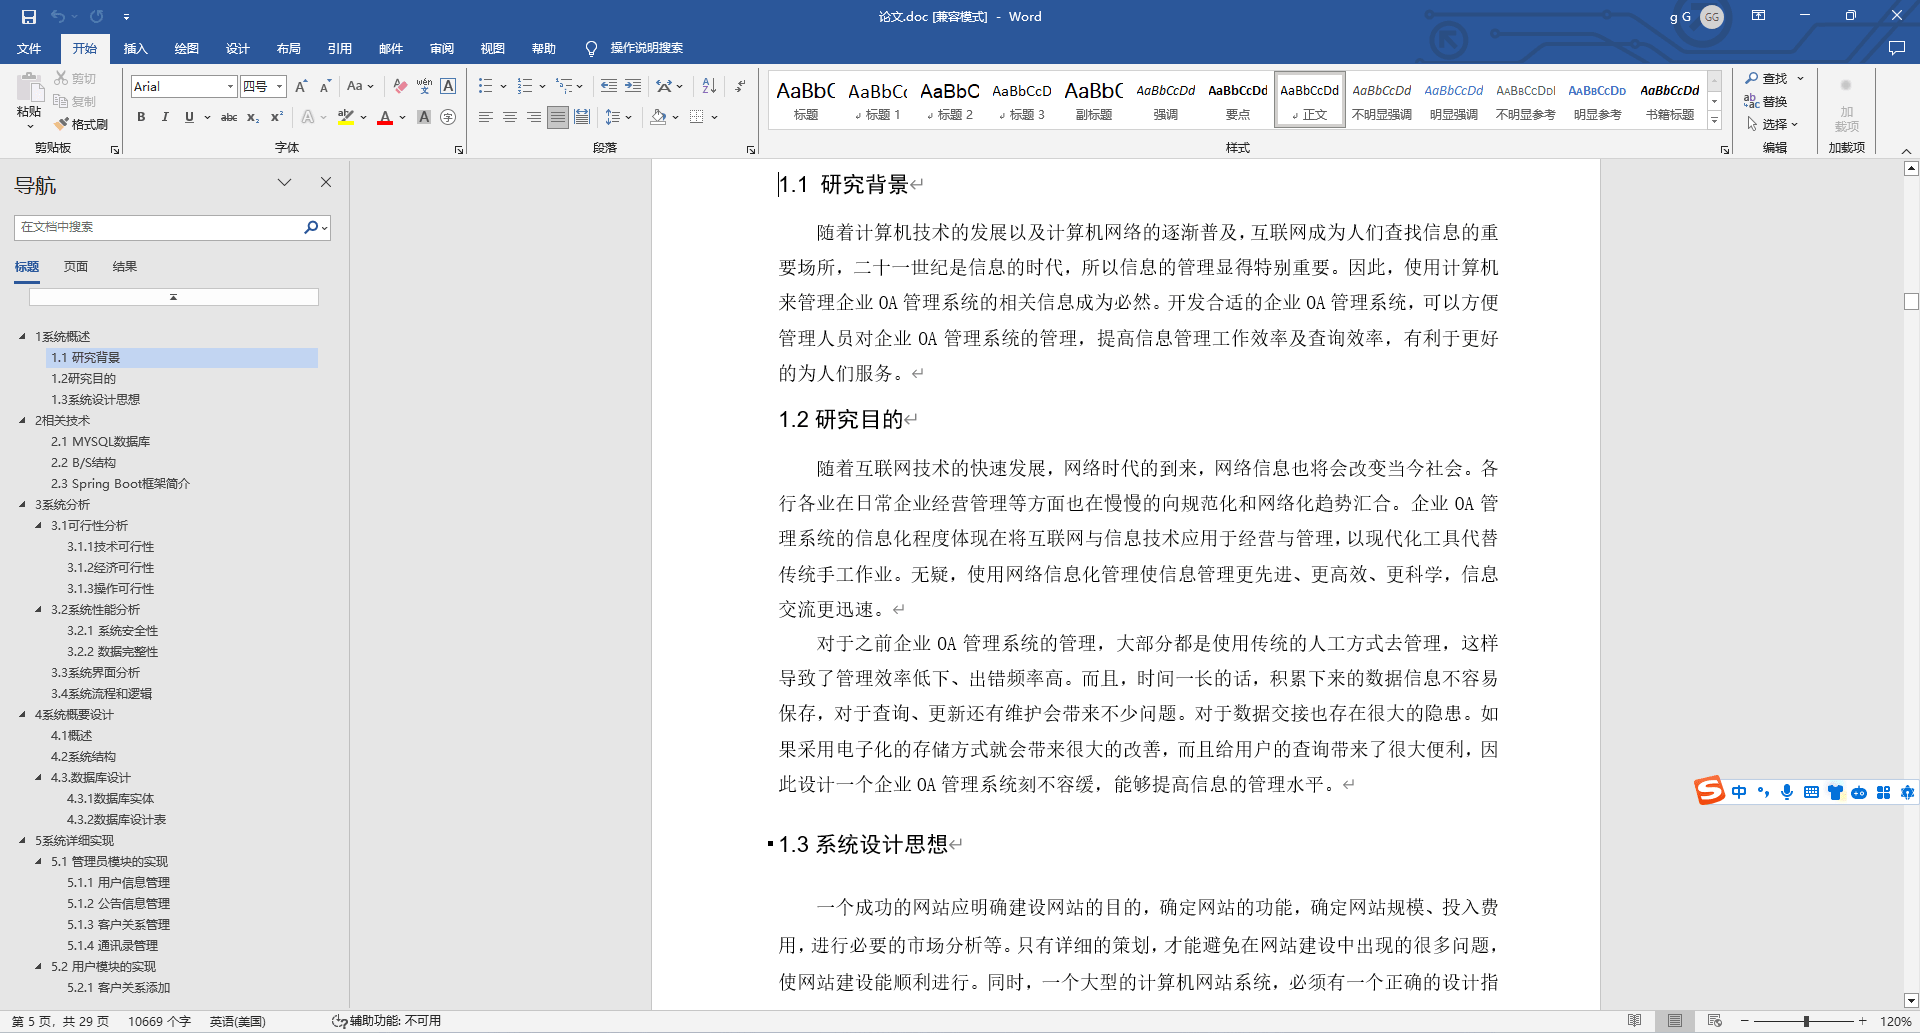 论文.doc [兼容模式] - Word
g G
GG
文件 开始 插入 绘图 设计 布局 引用 邮件 审阅 视图 帮助 操作说明搜索
粘贴
剪切
复制
格式刷
剪贴板
Arial
四号
Aa
wén
文
A
B I U abc x₂ x² A ab A A 字
字体
段落
AaBbC 标题
AaBbCc 标题 1
AaBbC 标题 2
AaBbCcD 标题 3
AaBbC 副标题
AaBbCcDd 强调
AaBbCcDd 要点
AaBbCcDd 正文
AaBbCcDd 不明显强调
AaBbCcDd 明显强调
AaBbCcDd 不明显参考
AaBbCcDd 明显参考
AaBbCcDd 书籍标题
样式
查找
替换
选择
编辑
加
载项
加载项
导航
在文档中搜索
标题 页面 结果
1系统概述
1.1 研究背景
1.2研究目的
1.3系统设计思想
2相关技术
2.1 MYSQL数据库
2.2 B/S结构
2.3 Spring Boot框架简介
3系统分析
3.1可行性分析
3.1.1技术可行性
3.1.2经济可行性
3.1.3操作可行性
3.2系统性能分析
3.2.1 系统安全性
3.2.2 数据完整性
3.3系统界面分析
3.4系统流程和逻辑
4系统概要设计
4.1概述
4.2系统结构
4.3.数据库设计
4.3.1数据库实体
4.3.2数据库设计表
5系统详细实现
5.1 管理员模块的实现
5.1.1 用户信息管理
5.1.2 公告信息管理
5.1.3 客户关系管理
5.1.4 通讯录管理
5.2 用户模块的实现
5.2.1 客户关系添加
1.1 研究背景
随着计算机技术的发展以及计算机网络的逐渐普及，互联网成为人们查找信息的重
要场所，二十一世纪是信息的时代，所以信息的管理显得特别重要。因此，使用计算机
来管理企业 OA 管理系统的相关信息成为必然。开发合适的企业 OA 管理系统，可以方便
管理人员对企业 OA 管理系统的管理，提高信息管理工作效率及查询效率，有利于更好
的为人们服务。
1.2 研究目的
随着互联网技术的快速发展，网络时代的到来，网络信息也将会改变当今社会。各
行各业在日常企业经营管理等方面也在慢慢的向规范化和网络化趋势汇合。企业 OA 管
理系统的信息化程度体现在将互联网与信息技术应用于经营与管理，以现代化工具代替
传统手工作业。无疑，使用网络信息化管理使信息管理更先进、更高效、更科学，信息
交流更迅速。
对于之前企业 OA 管理系统的管理，大部分都是使用传统的人工方式去管理，这样
导致了管理效率低下、出错频率高。而且，时间一长的话，积累下来的数据信息不容易
保存，对于查询、更新还有维护会带来不少问题。对于数据交接也存在很大的隐患。如
果采用电子化的存储方式就会带来很大的改善，而且给用户的查询带来了很大便利，因
此设计一个企业 OA 管理系统刻不容缓，能够提高信息的管理水平。
1.3 系统设计思想
一个成功的网站应明确建设网站的目的，确定网站的功能，确定网站规模、投入费
用，进行必要的市场分析等。只有详细的策划，才能避免在网站建设中出现的很多问题，
使网站建设能顺利进行。同时，一个大型的计算机网站系统，必须有一个正确的设计指
中
第 5 页，共 29 页 10669 个字 英语(美国) 辅助功能: 不可用
120%